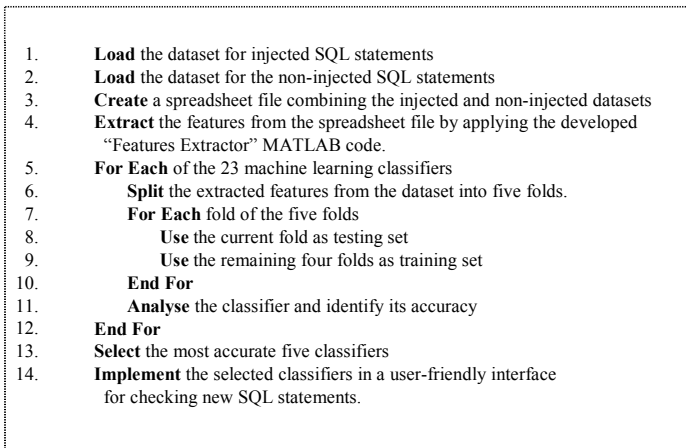 1. Load the dataset for injected SQL statements
2. Load the dataset for the non-injected SQL statements
3. Create a spreadsheet file combining the injected and non-injected datasets
4. Extract the features from the spreadsheet file by applying the developed
“Features Extractor” MATLAB code.
5. For Each of the 23 machine learning classifiers
6. Split the extracted features from the dataset into five folds.
7. For Each fold of the five folds
8. Use the current fold as testing set
9. Use the remaining four folds as training set
10. End For
11. Analyse the classifier and identify its accuracy
12. End For
13. Select the most accurate five classifiers
14. Implement the selected classifiers in a user-friendly interface
for checking new SQL statements.